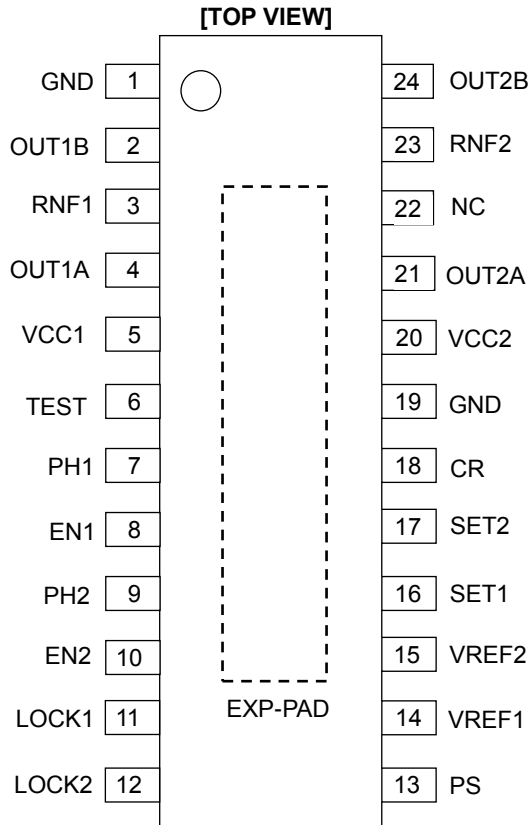 [TOP VIEW]
GND 1 24 OUT2B
OUT1B 2 23 RNF2
RNF1 3 22 NC
OUT1A 4 21 OUT2A
VCC1 5 20 VCC2
TEST 6 19 GND
PH1 7 18 CR
EN1 8 17 SET2
PH2 9 16 SET1
EN2 10 15 VREF2
LOCK1 11 EXP-PAD 14 VREF1
LOCK2 12 13 PS